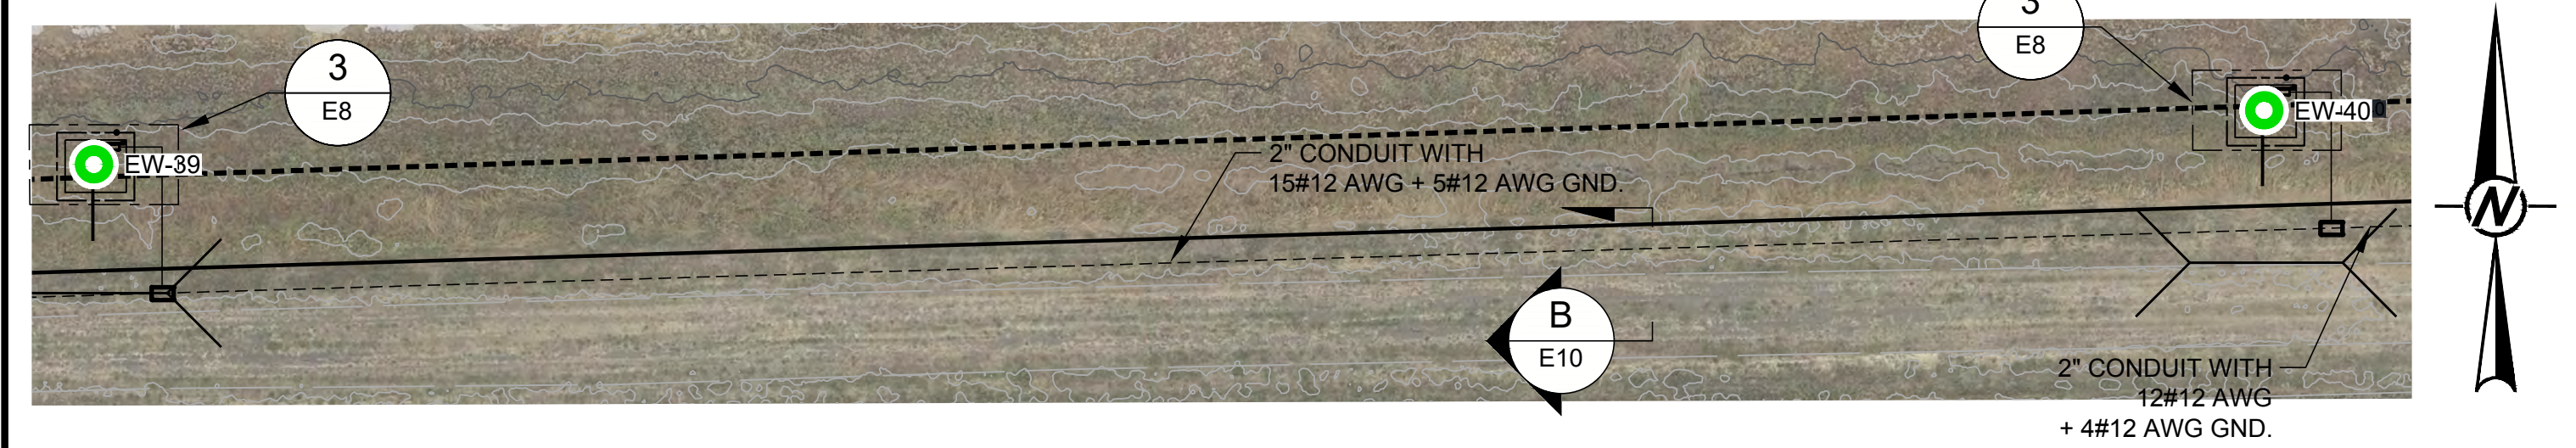 3
E8
3
E8
EW-39
EW-40
2" CONDUIT WITH
15#12 AWG + 5#12 AWG GND.
N
B
E10
2" CONDUIT WITH
12#12 AWG
+ 4#12 AWG GND.